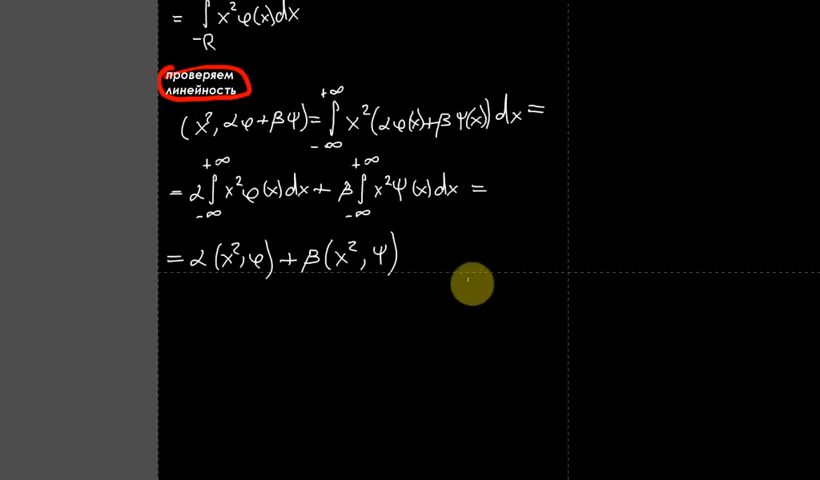 = ∫_{-R} x²φ(x)dx
проверяем
линейность
(x², αφ+βψ)=∫_{-∞}^{+∞} x²(αφ(x)+βψ(x))dx=
= α∫_{-∞}^{+∞} x²φ(x)dx + β∫_{-∞}^{+∞} x²ψ(x)dx =
= α(x²,φ)+β(x²,ψ)